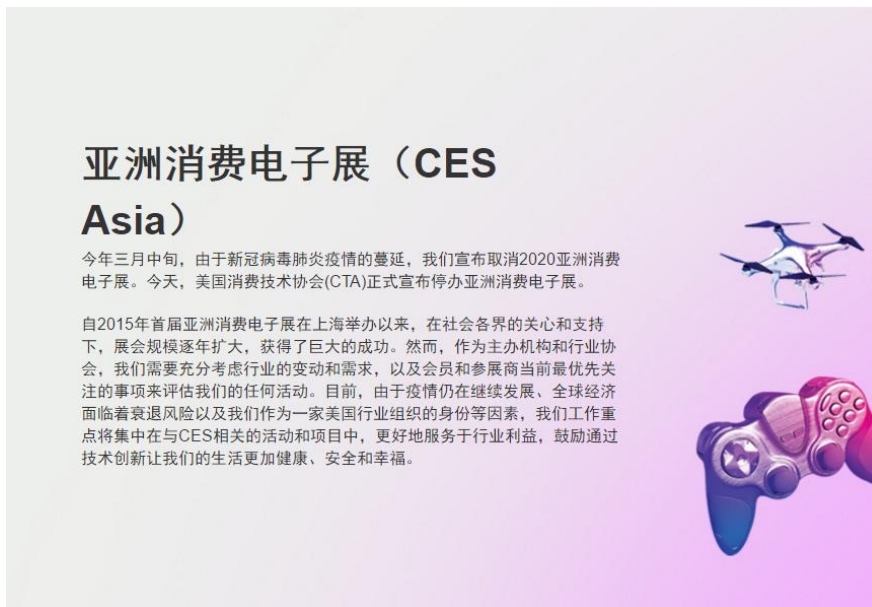 亚洲消费电子展（CES
Asia）
今年三月中旬，由于新冠病毒肺炎疫情的蔓延，我们宣布取消2020亚洲消费
电子展。今天，美国消费技术协会(CTA)正式宣布停办亚洲消费电子展。
自2015年首届亚洲消费电子展在上海举办以来，在社会各界的关心和支持
下，展会规模逐年扩大，获得了巨大的成功。然而，作为主办机构和行业协
会，我们需要充分考虑行业的变动和需求，以及会员和参展商当前最优先关
注的事项来评估我们的任何活动。目前，由于疫情仍在继续发展、全球经济
面临着衰退风险以及我们作为一家美国行业组织的身份等因素，我们工作重
点将集中在与CES相关的活动和项目中，更好地服务于行业利益，鼓励通过
技术创新让我们的生活更加健康、安全和幸福。